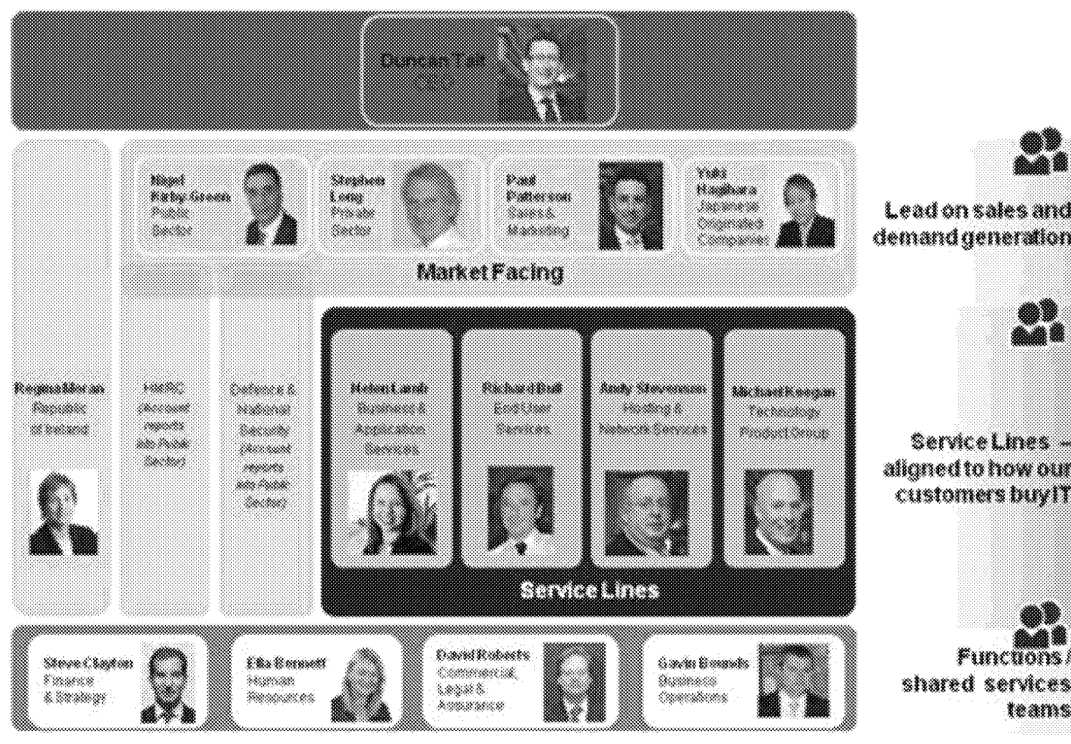 Duncan Tait
CEO
Nigel
Kirby-Green
Public
Sector
Stephen
Long
Private
Sector
Paul
Patterson
Sales &
Marketing
Yuki
Hagihara
Japanese
Originated
Companies
Market Facing
Lead on sales and
demand generation
Regina Moran
Republic
of Ireland
HMRC
(Account
reports
into Public
Sector)
Defence &
National
Security
(Account
reports
into Public
Sector)
Helen Lamb
Business &
Application
Services
Richard Bull
End User
Services
Andy Stevenson
Hosting &
Network Services
Michael Keegan
Technology
Product Group
Service Lines
Service Lines –
aligned to how our
customers buy IT
Steve Clayton
Finance
& Strategy
Ella Bennett
Human
Resources
David Roberts
Commercial,
Legal &
Assurance
Gavin Bounds
Business
Operations
Functions /
shared services
teams